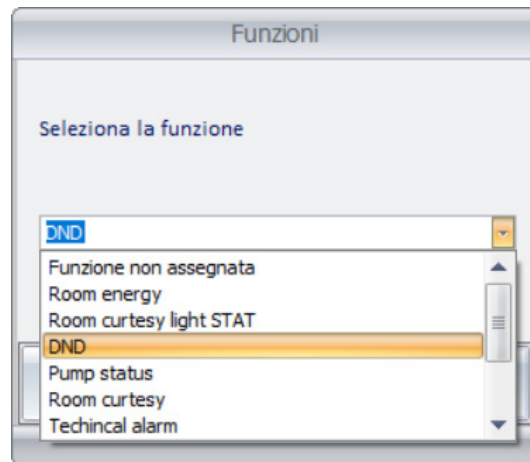 Funzioni
Seleziona la funzione
DND
Funzione non assegnata
Room energy
Room curtesy light STAT
DND
Pump status
Room curtesy
Techincal alarm